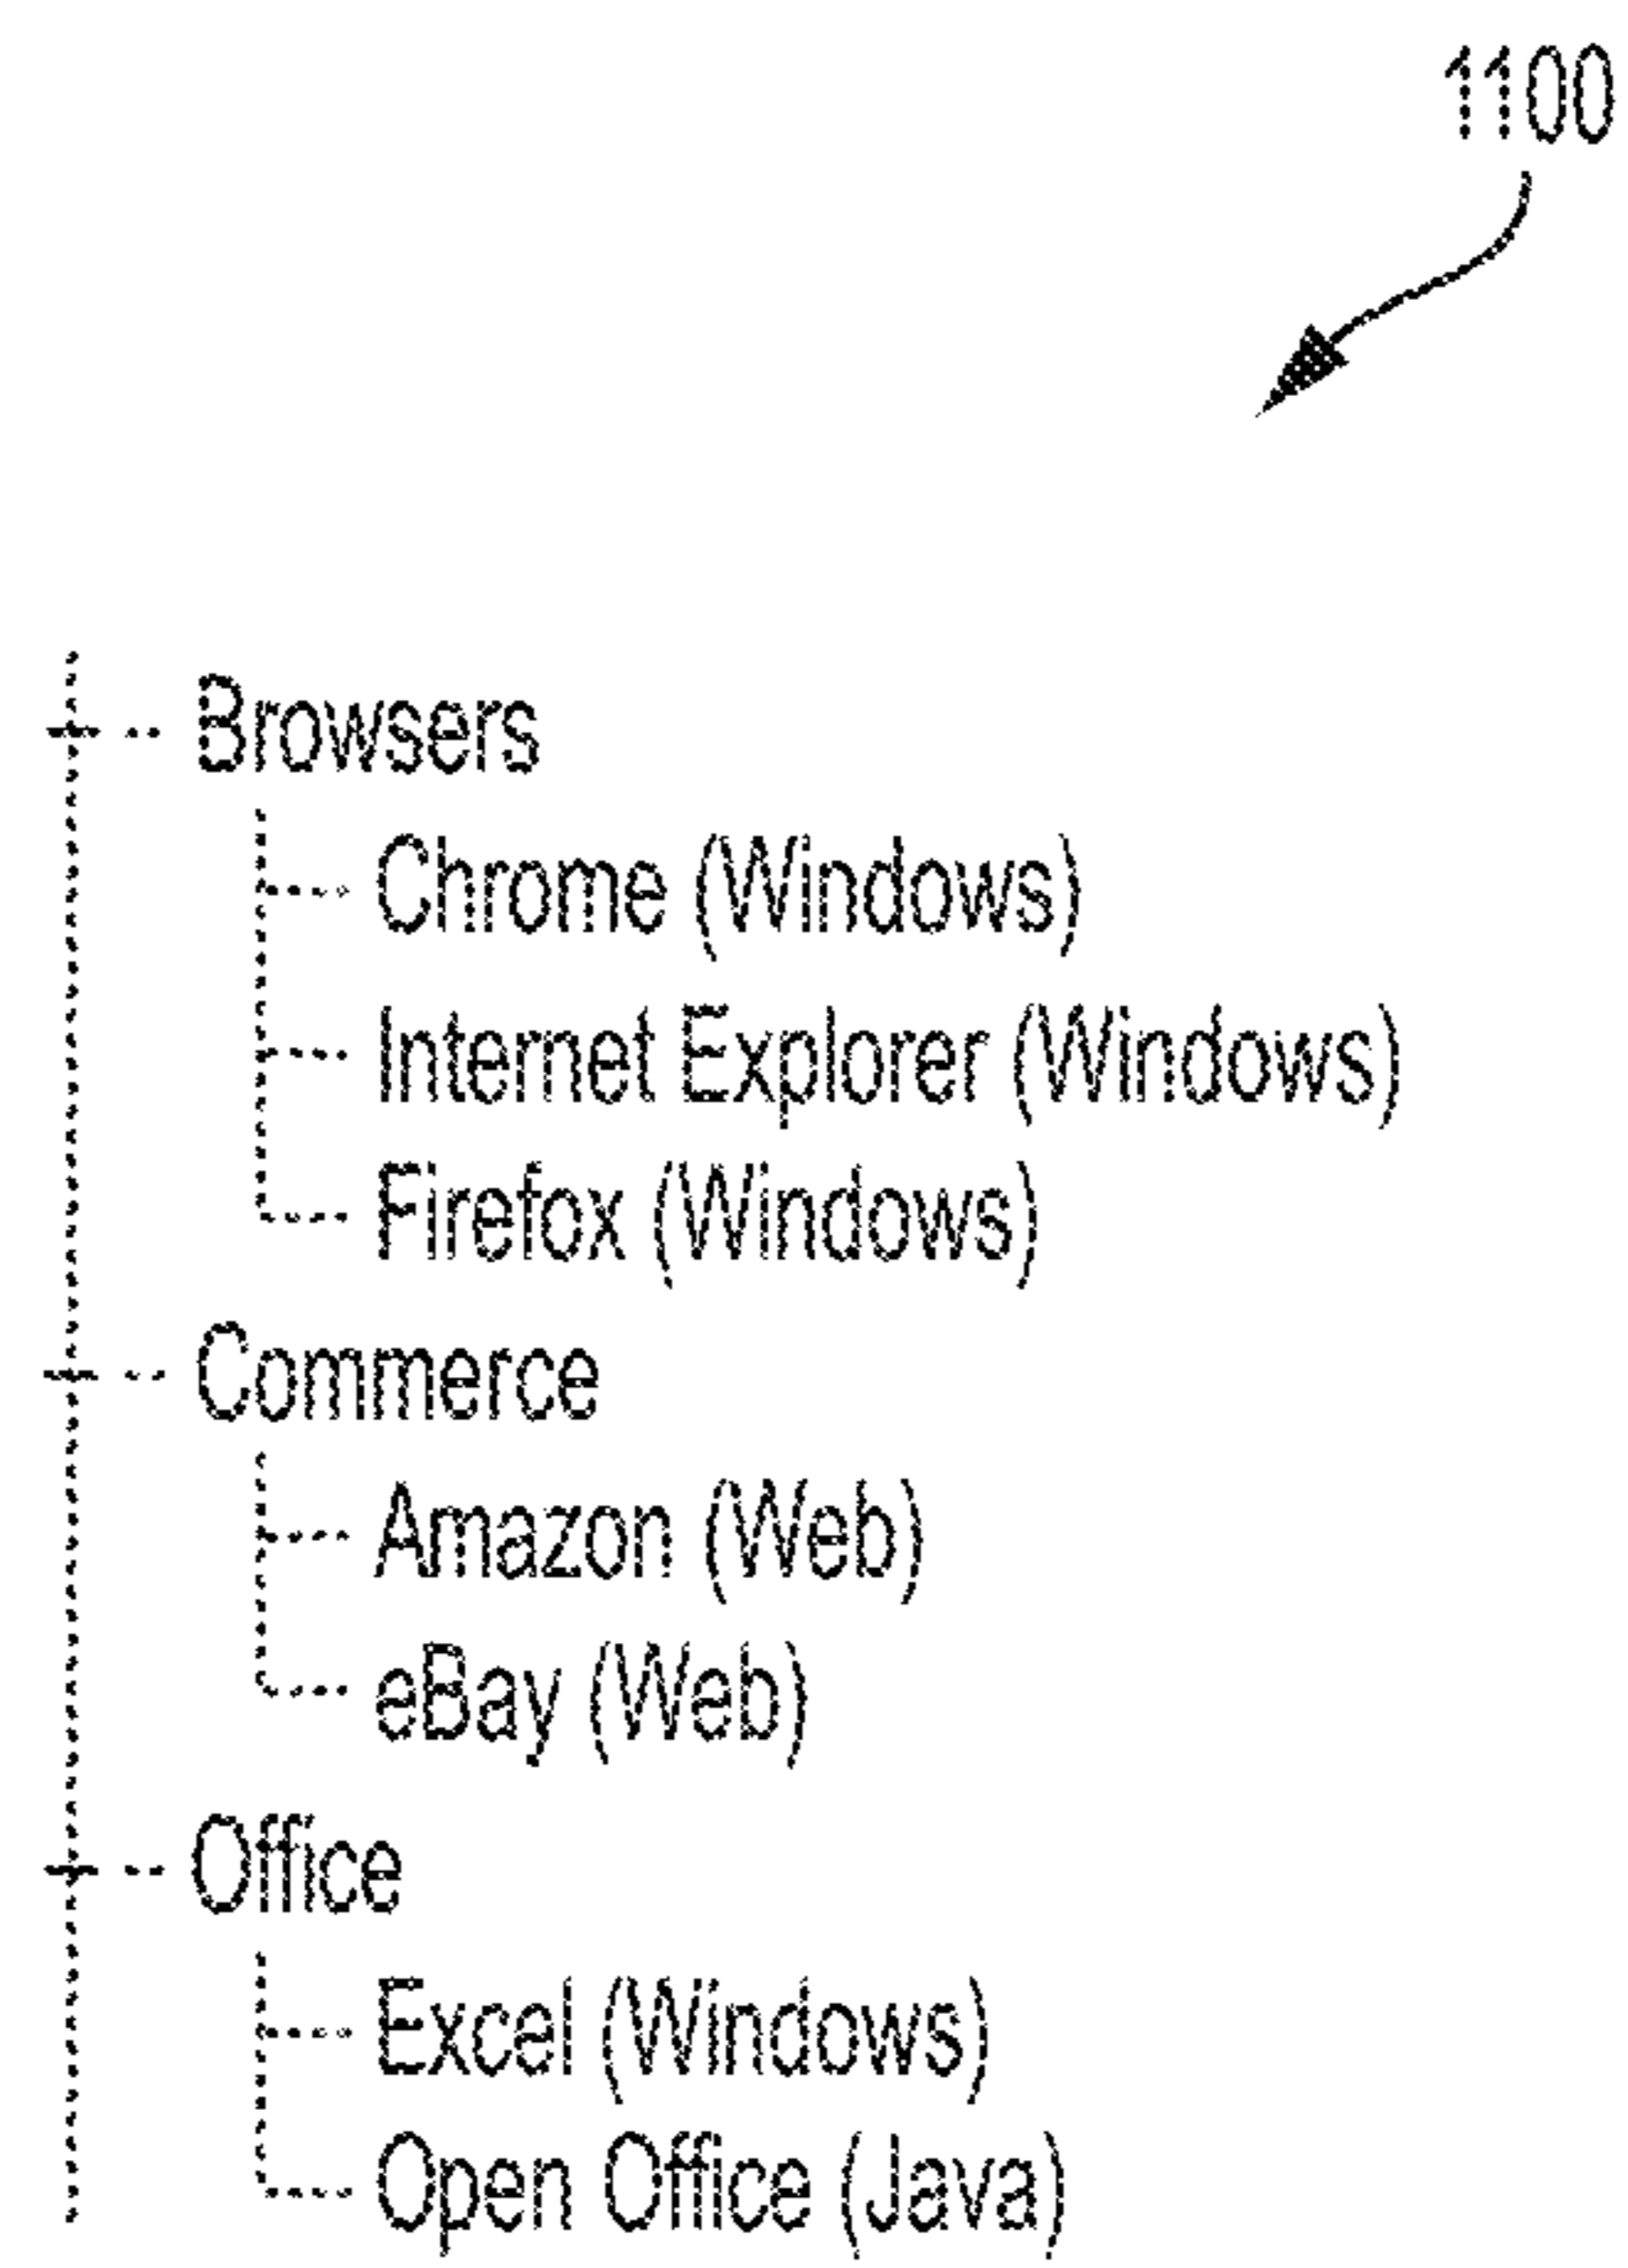 1100
Browsers
Chrome (Windows)
Internet Explorer (Windows)
Firefox (Windows)
Commerce
Amazon (Web)
eBay (Web)
Office
Excel (Windows)
Open Office (Java)